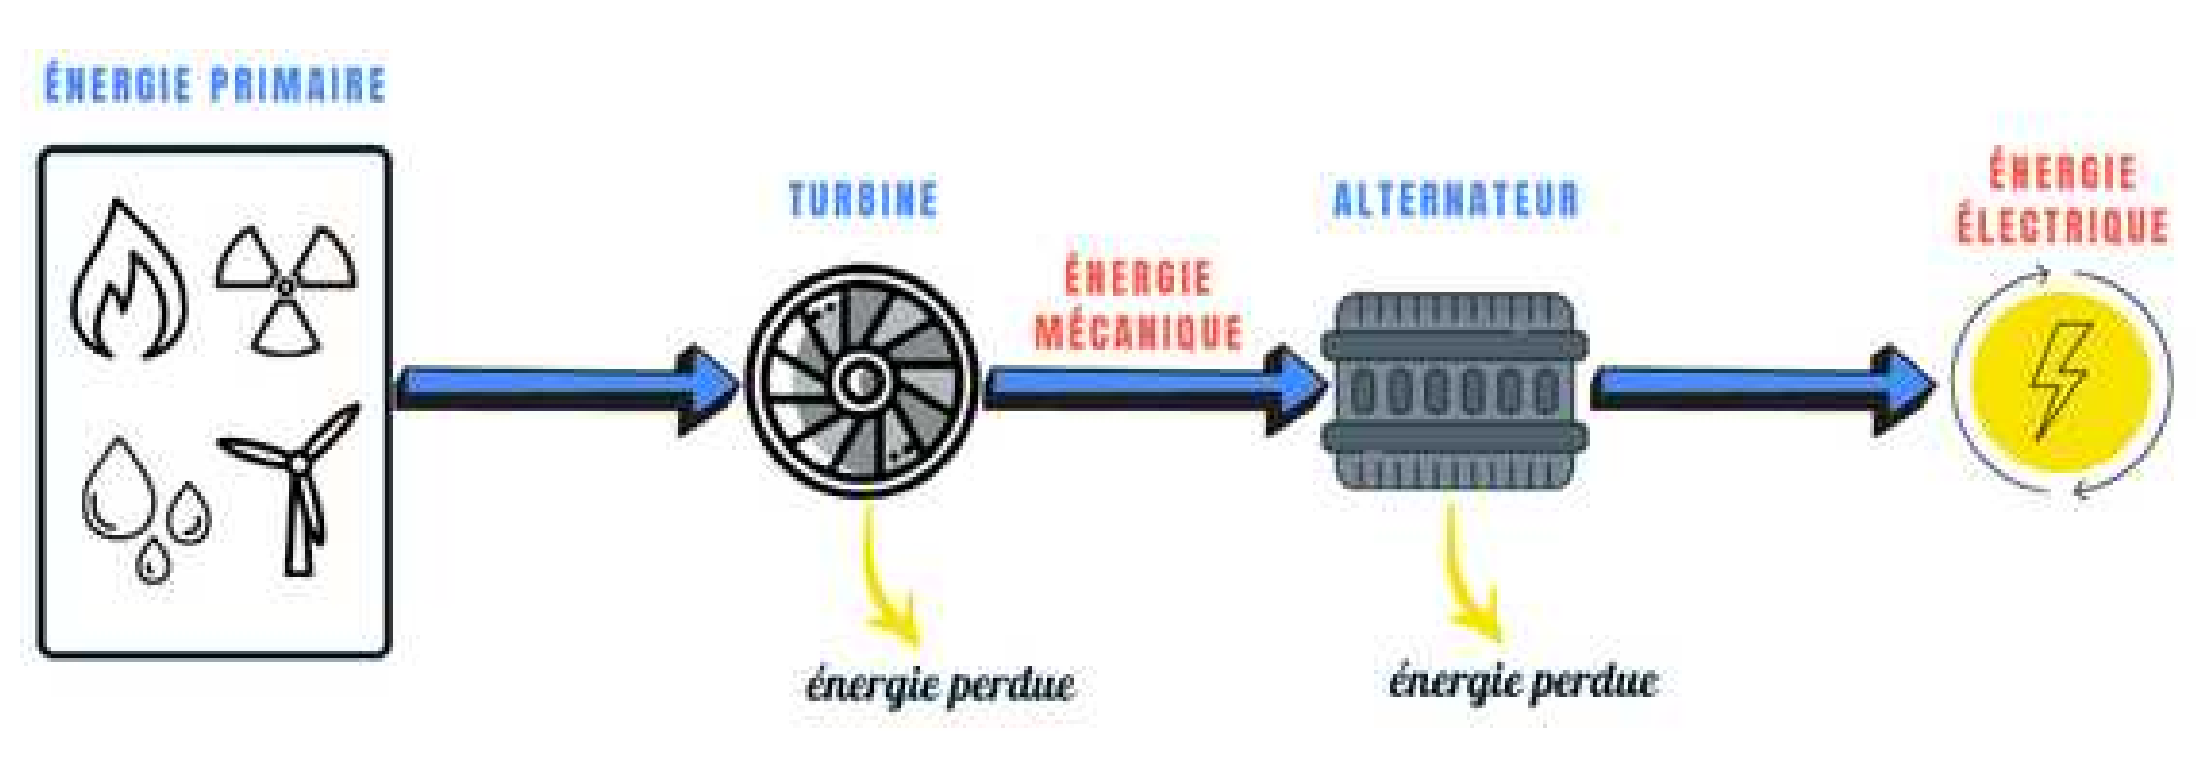 ÉNERGIE PRIMAIRE
TURBINE
ÉNERGIE
MÉCANIQUE
ALTERNATEUR
ÉNERGIE
ÉLECTRIQUE
énergie perdue
énergie perdue